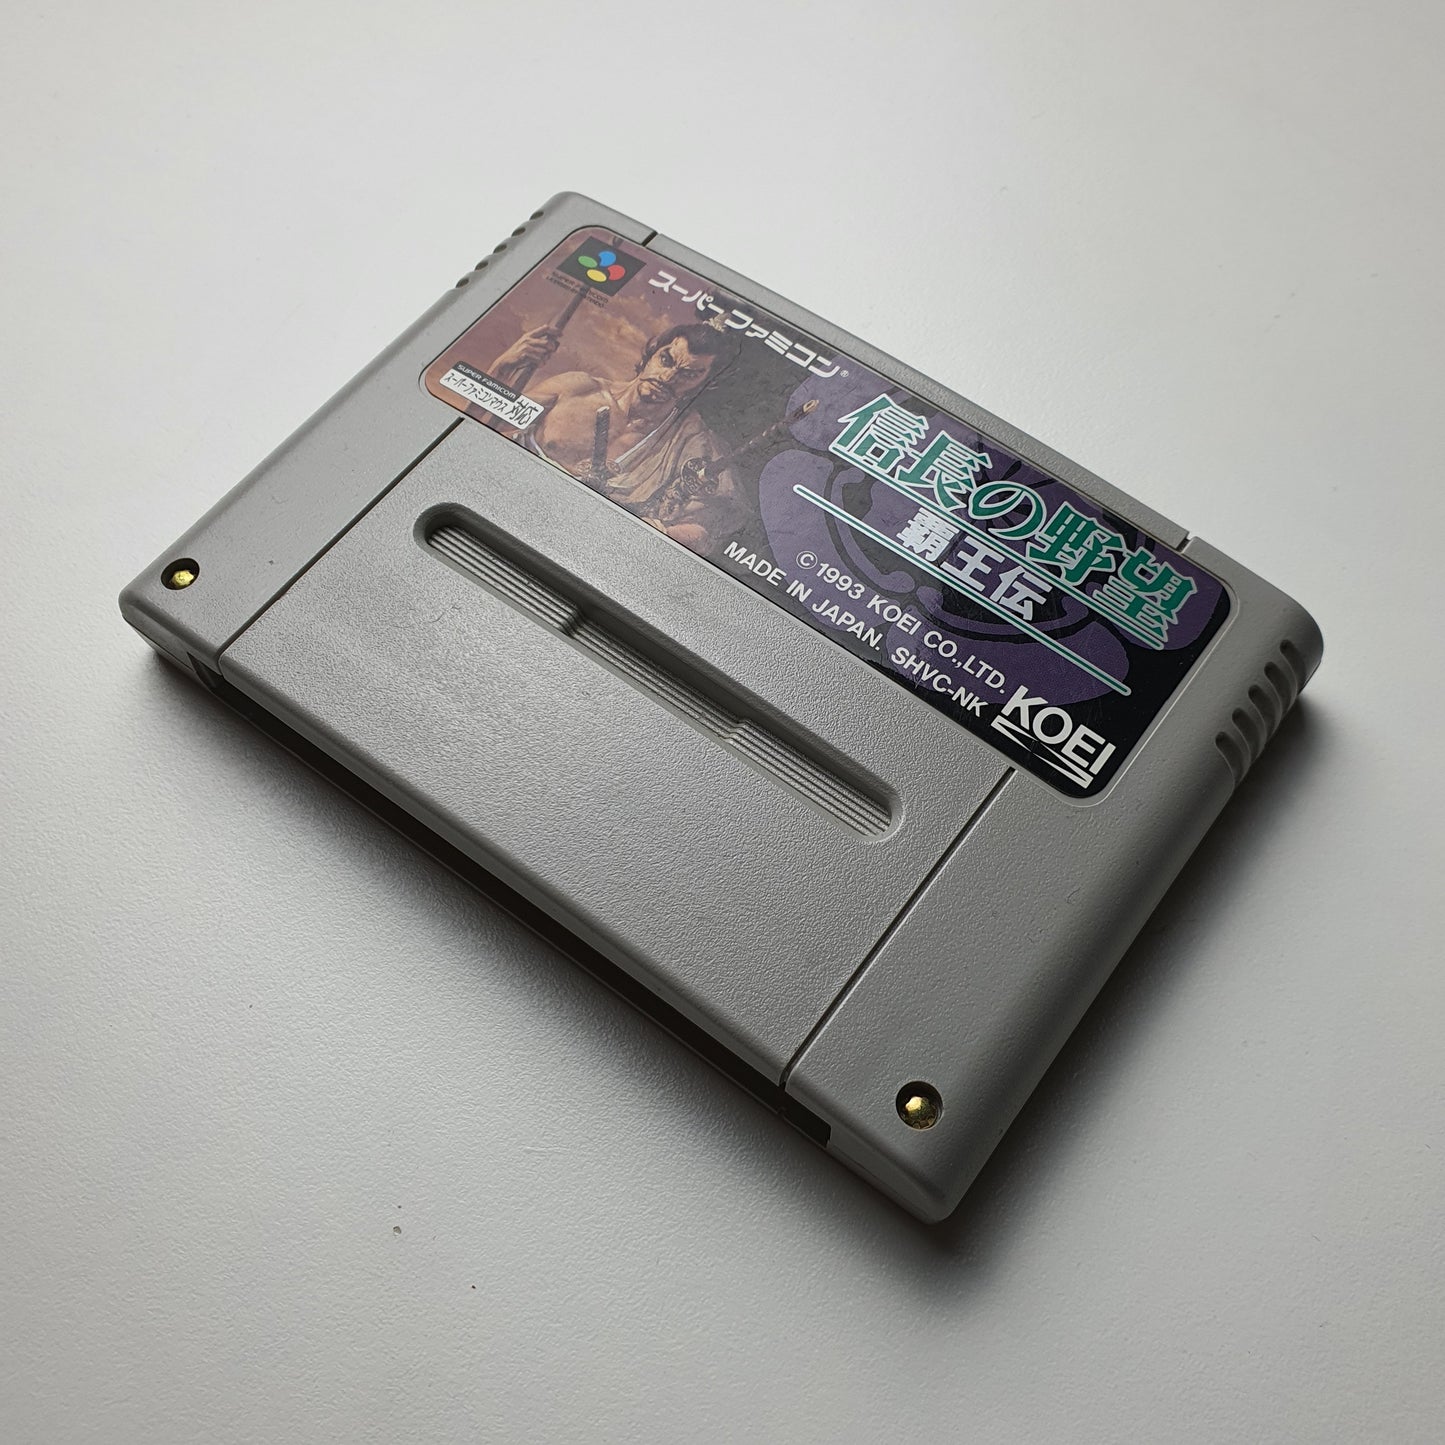 SUPER Famicom
スーパーファミコン®
SUPER Famicom
スーパーファミコンマウス対応
信長の野望
覇王伝
©1993 KOEI CO.,LTD.
MADE IN JAPAN. SHVC-NK
KOEI